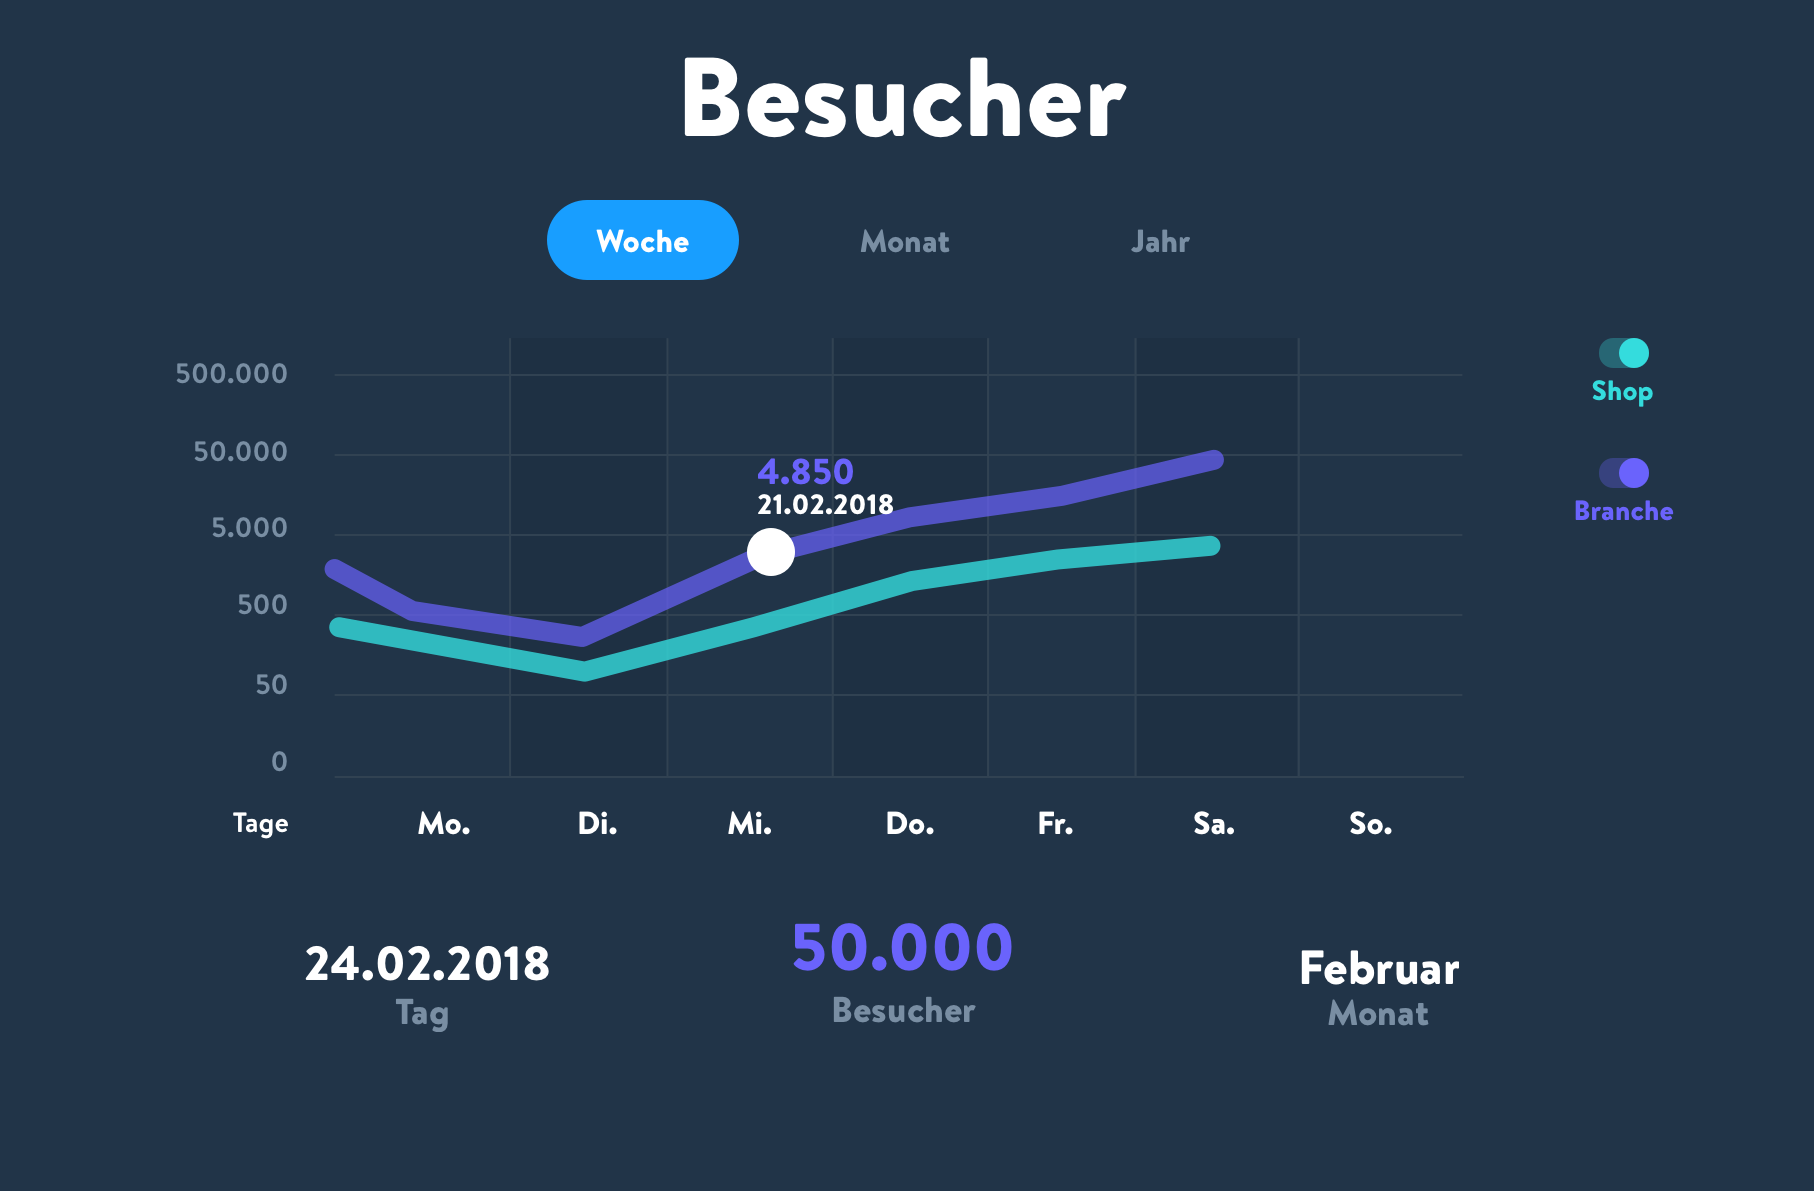 Besucher
Woche Monat Jahr
500.000
50.000
5.000
500
50
0
4.850
21.02.2018
Shop
Branche
Tage Mo. Di. Mi. Do. Fr. Sa. So.
24.02.2018
Tag
50.000
Besucher
Februar
Monat